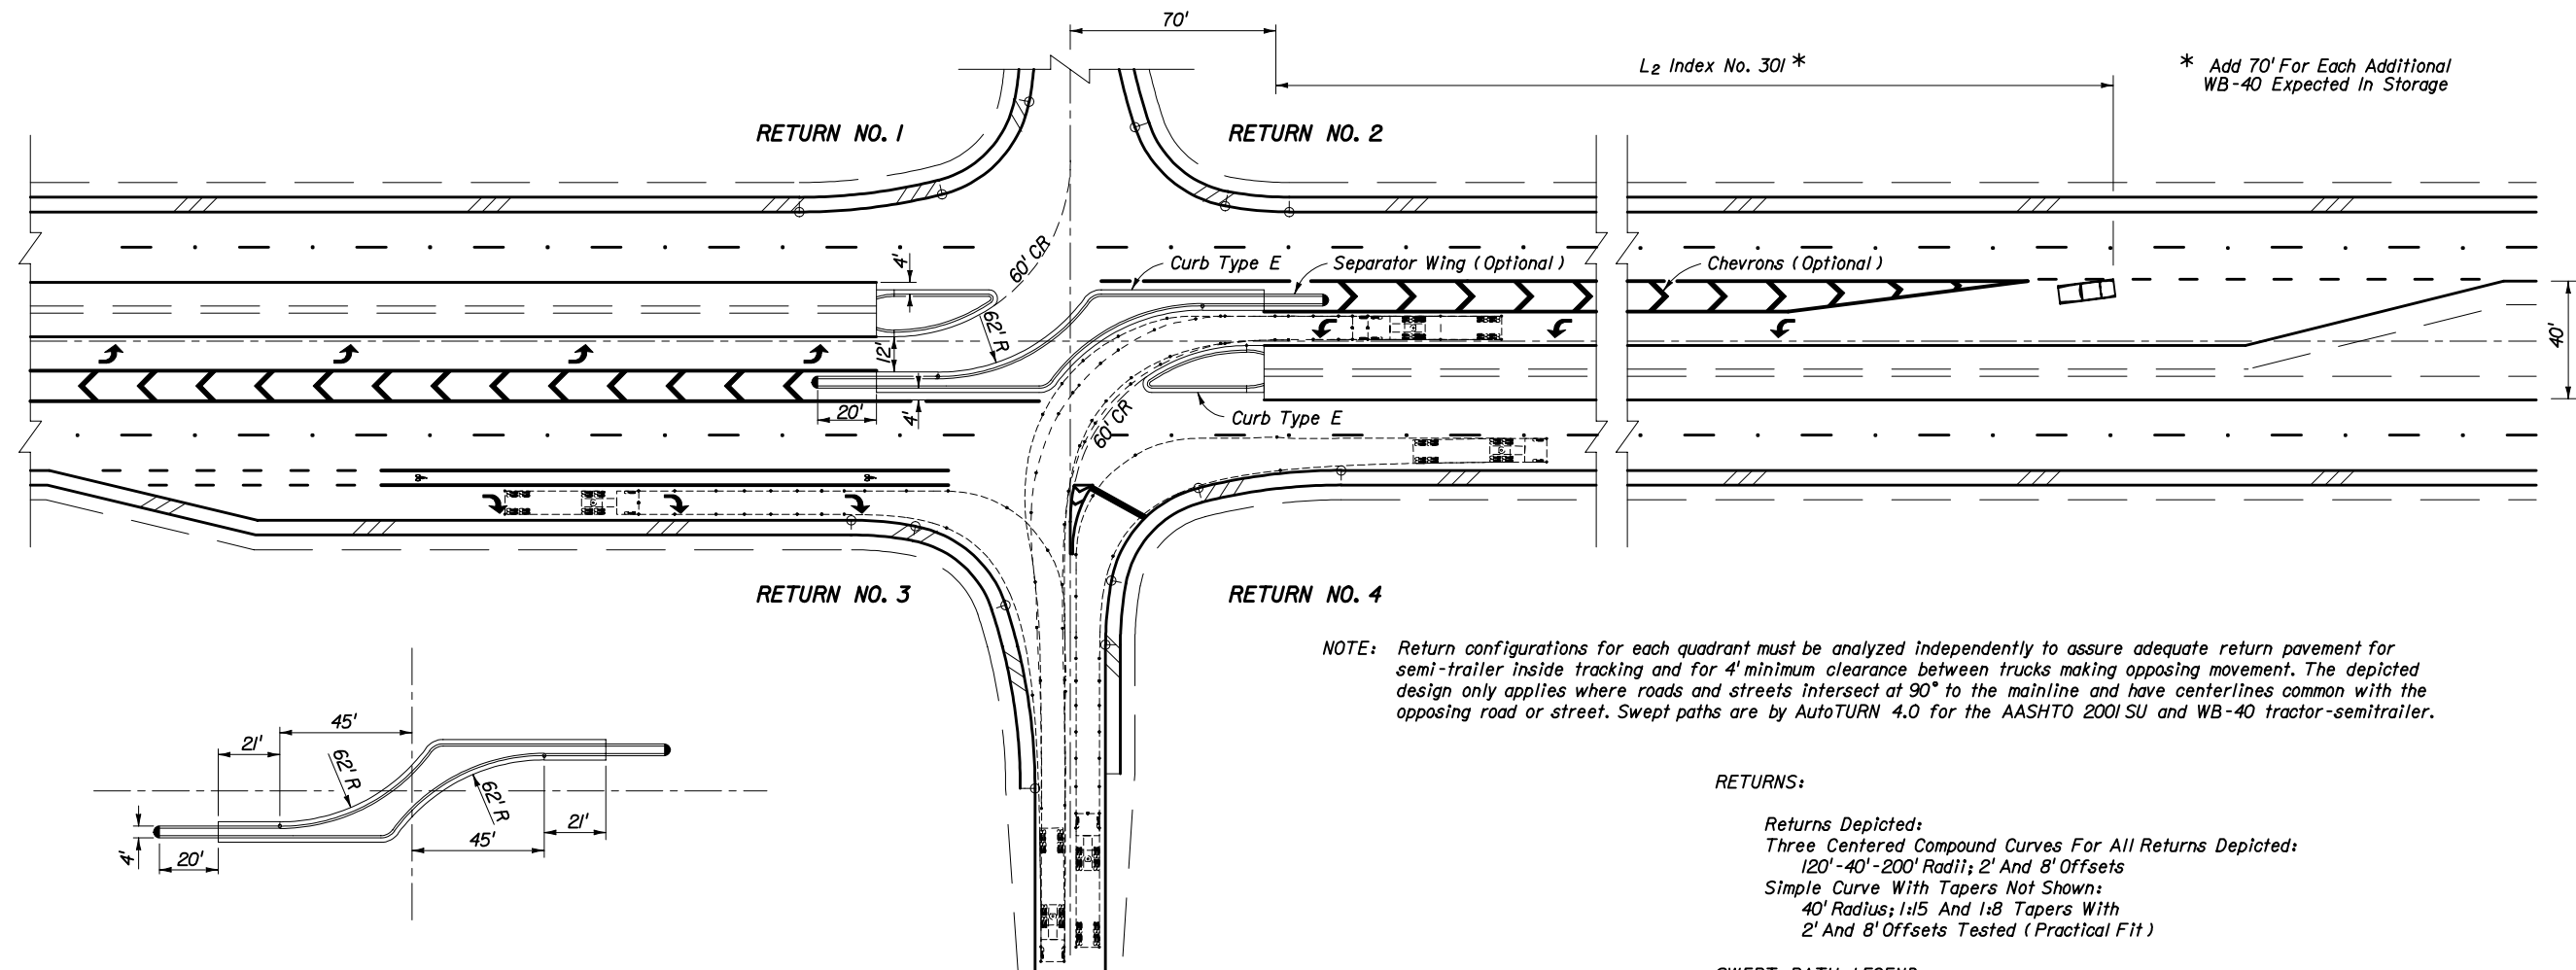 70'
L2 Index No. 301 *
* Add 70' For Each Additional
WB-40 Expected In Storage
RETURN NO. 1
RETURN NO. 2
4'
60' CR
Curb Type E
Separator Wing (Optional)
Chevrons (Optional)
62' R
12'
40'
20'
4'
60' CR
Curb Type E
RETURN NO. 3
RETURN NO. 4
NOTE: Return configurations for each quadrant must be analyzed independently to assure adequate return pavement for
semi-trailer inside tracking and for 4' minimum clearance between trucks making opposing movement. The depicted
design only applies where roads and streets intersect at 90° to the mainline and have centerlines common with the
opposing road or street. Swept paths are by AutoTURN 4.0 for the AASHTO 2001 SU and WB-40 tractor-semitrailer.
45'
21'
62' R
62' R
4'
20'
45'
21'
RETURNS:
Returns Depicted:
Three Centered Compound Curves For All Returns Depicted:
120'-40'-200' Radii; 2' And 8' Offsets
Simple Curve With Tapers Not Shown:
40' Radius; 1:15 And 1:8 Tapers With
2' And 8' Offsets Tested (Practical Fit)
SWEPT PATH LEGEND